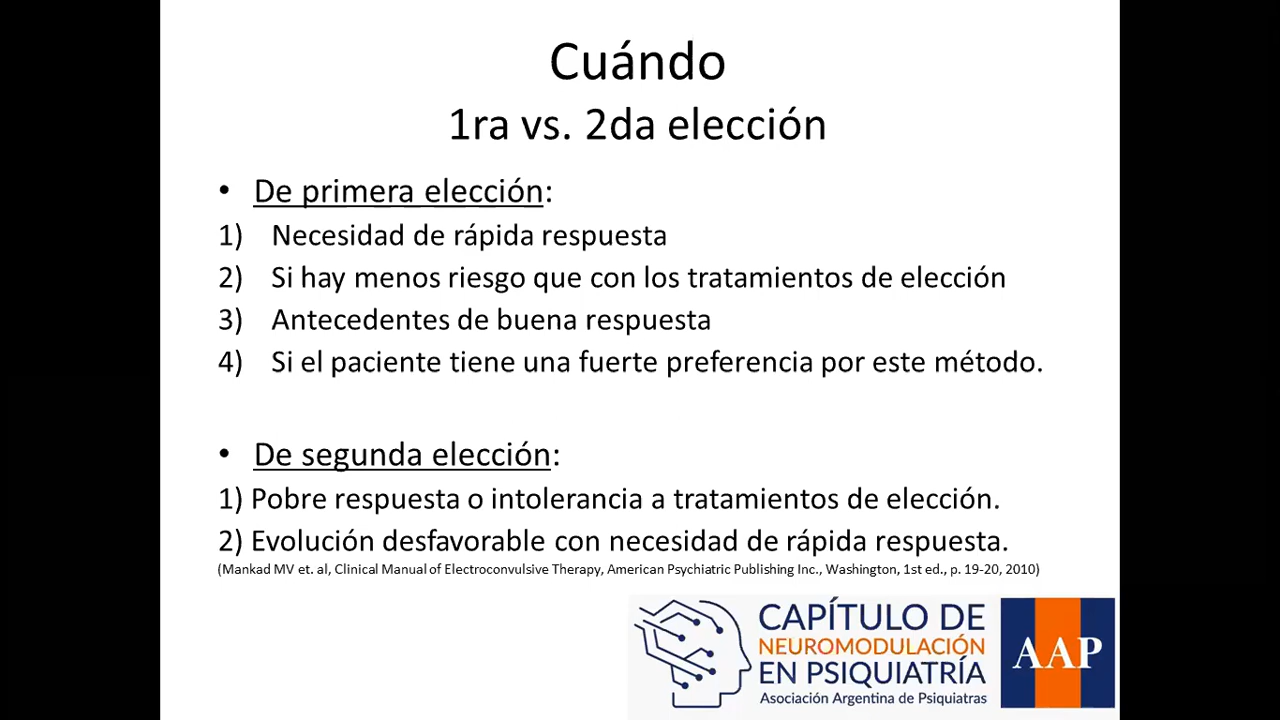 Cuándo
1ra vs. 2da elección
• De primera elección:
1) Necesidad de rápida respuesta
2) Si hay menos riesgo que con los tratamientos de elección
3) Antecedentes de buena respuesta
4) Si el paciente tiene una fuerte preferencia por este método.
• De segunda elección:
1) Pobre respuesta o intolerancia a tratamientos de elección.
2) Evolución desfavorable con necesidad de rápida respuesta.
(Mankad MV et. al, Clinical Manual of Electroconvulsive Therapy, American Psychiatric Publishing Inc., Washington, 1st ed., p. 19-20, 2010)
CAPÍTULO DE
NEUROMODULACIÓN
EN PSIQUIATRÍA
Asociación Argentina de Psiquiatras
AAP